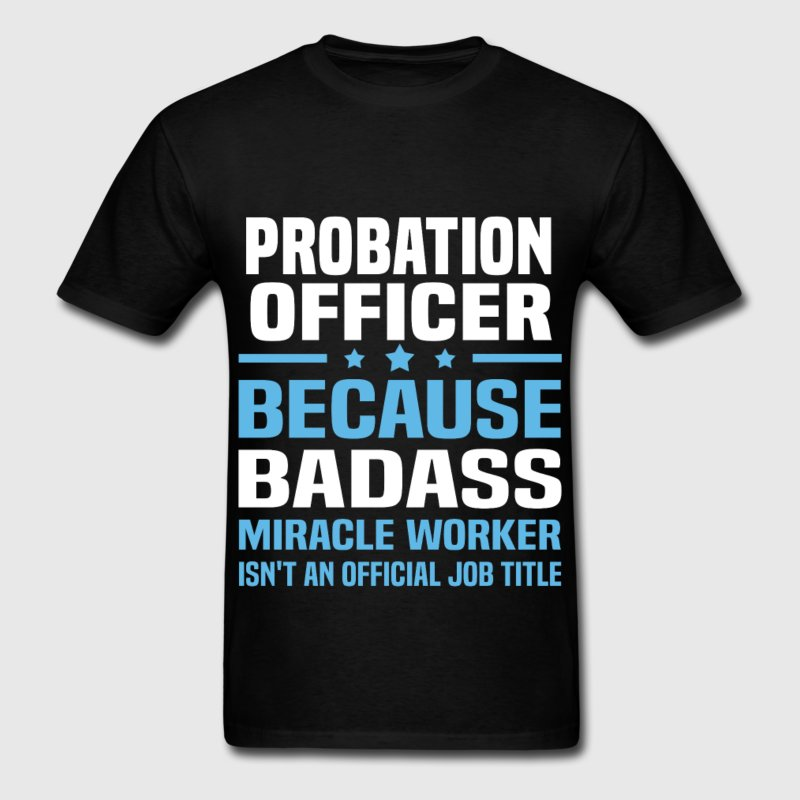 PROBATION
OFFICER
BECAUSE
BADASS
MIRACLE WORKER
ISN'T AN OFFICIAL JOB TITLE